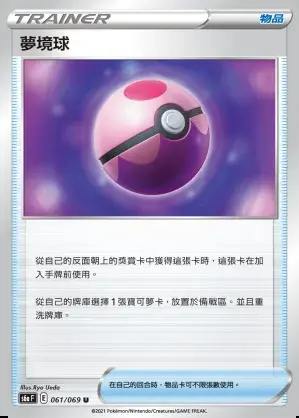 TRAINER 物品
夢境球
從自己的反面朝上的獎賞卡中獲得這張卡時,這張卡在加
入手牌前使用。
從自己的牌庫選擇1張寶可夢卡,放置於備戰區。並且重
洗牌庫。
Illus. Ryo Ueda
s6a F E 061/069 U
在自己的回合時,物品卡可不限張數使用。
©2021 Pokémon/Nintendo/Creatures/GAME FREAK.